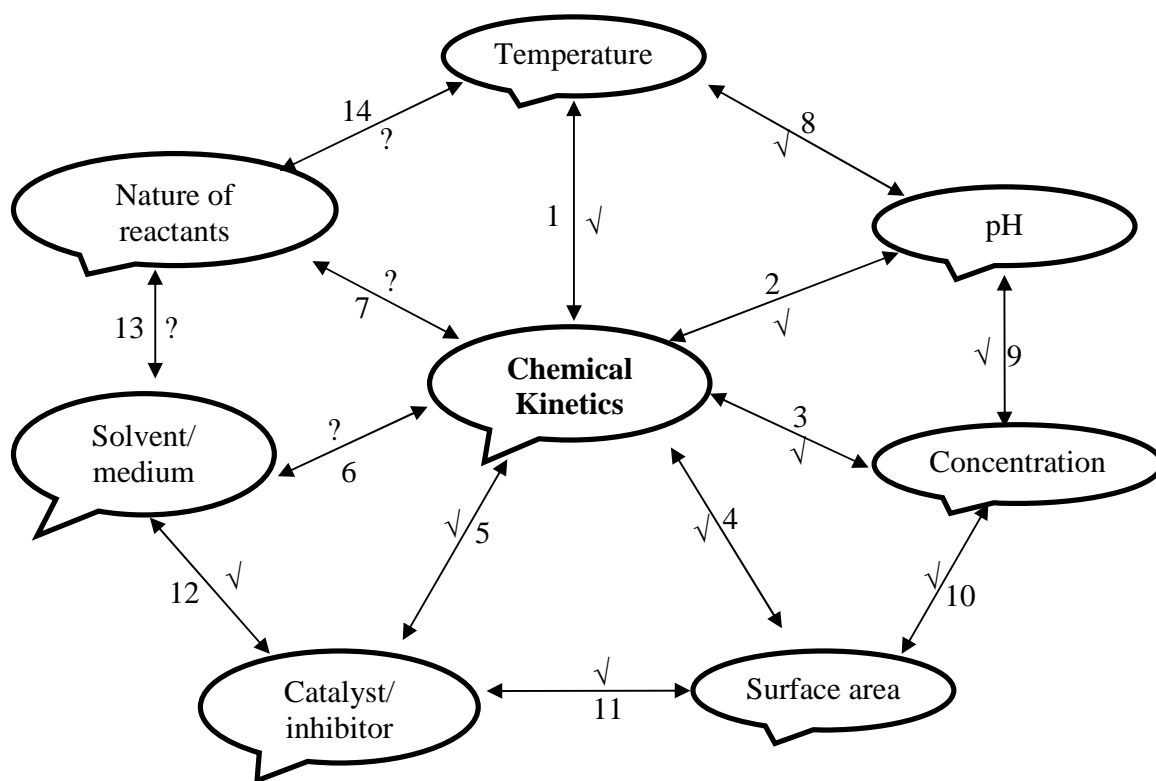 Temperature
14
?
8
√
Nature of
reactants
1 √
pH
7 ?
2
√
13 ?
Chemical
Kinetics
√ 9
Solvent/
medium
?
6
3
√
Concentration
√ 5
√ 4
12 √
√
10
Catalyst/
inhibitor
√
11
Surface area